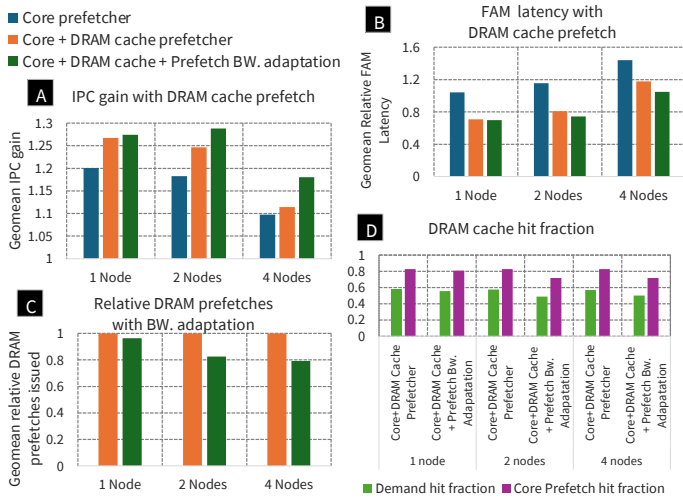 Core prefetcher
Core + DRAM cache prefetcher
Core + DRAM cache + Prefetch BW. adaptation
A
IPC gain with DRAM cache prefetch
Geomean IPC gain
1.3
1.25
1.2
1.15
1.1
1.05
1
1 Node
2 Nodes
4 Nodes
B
FAM latency with
DRAM cache prefetch
Geomean Relative FAM
Latency
1.6
1.2
0.8
0.4
0
1 Node
2 Nodes
4 Nodes
C
Relative DRAM prefetches
with BW. adaptation
Geomean relative DRAM
prefetches issued
1
0.8
0.6
0.4
0.2
0
1 Node
2 Nodes
4 Nodes
D
DRAM cache hit fraction
1
0.8
0.6
0.4
0.2
0
Core+DRAM Cache
Prefetcher
Core+DRAM Cache
+ Prefetch Bw.
Adapatation
Core+DRAM Cache
Prefetcher
Core+DRAM Cache
+ Prefetch Bw.
Adapatation
Core+DRAM Cache
Prefetcher
Core+DRAM Cache
+ Prefetch Bw.
Adapatation
1 node
2 nodes
4 nodes
Demand hit fraction
Core Prefetch hit fraction